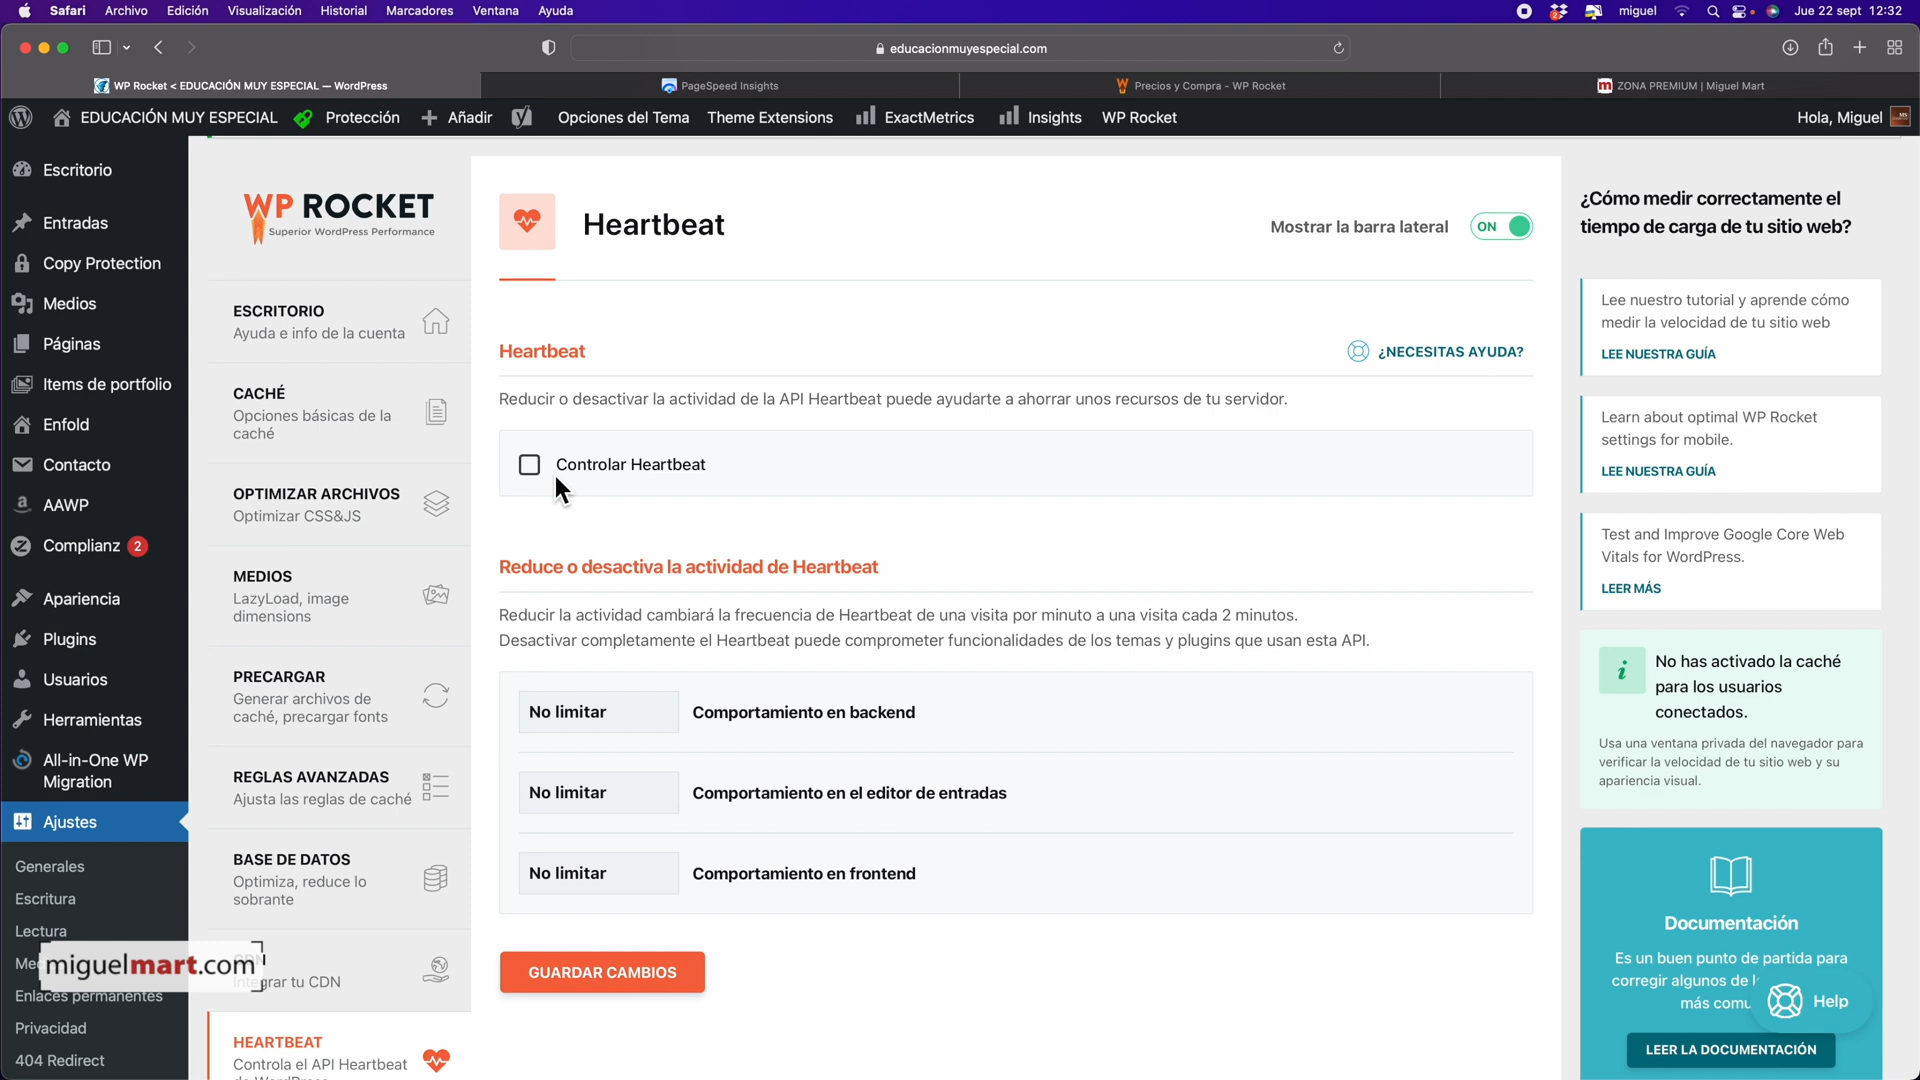 Safari Archivo Edición Visualización Historial Marcadores Ventana Ayuda
miguel Jue 22 sept 12:32
educacionmuyespecial.com
WP Rocket < EDUCACIÓN MUY ESPECIAL — WordPress
PageSpeed Insights
Precios y Compra - WP Rocket
ZONA PREMIUM | Miguel Mart
EDUCACIÓN MUY ESPECIAL Protección Añadir Opciones del Tema Theme Extensions ExactMetrics Insights WP Rocket
Hola, Miguel
Escritorio
Entradas
Copy Protection
Medios
Páginas
Items de portfolio
Enfold
Contacto
AAWP
Complianz 2
Apariencia
Plugins
Usuarios
Herramientas
All-in-One WP
Migration
Ajustes
Generales
Escritura
Lectura
Me
Enlaces permanentes
Privacidad
404 Redirect
miguelmart.com
WP ROCKET
Superior WordPress Performance
ESCRITORIO
Ayuda e info de la cuenta
CACHÉ
Opciones básicas de la
caché
OPTIMIZAR ARCHIVOS
Optimizar CSS&JS
MEDIOS
LazyLoad, image
dimensions
PRECARGAR
Generar archivos de
caché, precargar fonts
REGLAS AVANZADAS
Ajusta las reglas de caché
BASE DE DATOS
Optimiza, reduce lo
sobrante
CDN
Integrar tu CDN
HEARTBEAT
Controla el API Heartbeat
de WordPress
Heartbeat
Mostrar la barra lateral ON
Heartbeat
¿NECESITAS AYUDA?
Reducir o desactivar la actividad de la API Heartbeat puede ayudarte a ahorrar unos recursos de tu servidor.
Controlar Heartbeat
Reduce o desactiva la actividad de Heartbeat
Reducir la actividad cambiará la frecuencia de Heartbeat de una visita por minuto a una visita cada 2 minutos.
Desactivar completamente el Heartbeat puede comprometer funcionalidades de los temas y plugins que usan esta API.
No limitar Comportamiento en backend
No limitar Comportamiento en el editor de entradas
No limitar Comportamiento en frontend
GUARDAR CAMBIOS
¿Cómo medir correctamente el
tiempo de carga de tu sitio web?
Lee nuestro tutorial y aprende cómo
medir la velocidad de tu sitio web
LEE NUESTRA GUÍA
Learn about optimal WP Rocket
settings for mobile.
LEE NUESTRA GUÍA
Test and Improve Google Core Web
Vitals for WordPress.
LEER MÁS
No has activado la caché
para los usuarios
conectados.
Usa una ventana privada del navegador para
verificar la velocidad de tu sitio web y su
apariencia visual.
Documentación
Es un buen punto de partida para
corregir algunos de l
más comu
Help
LEER LA DOCUMENTACIÓN